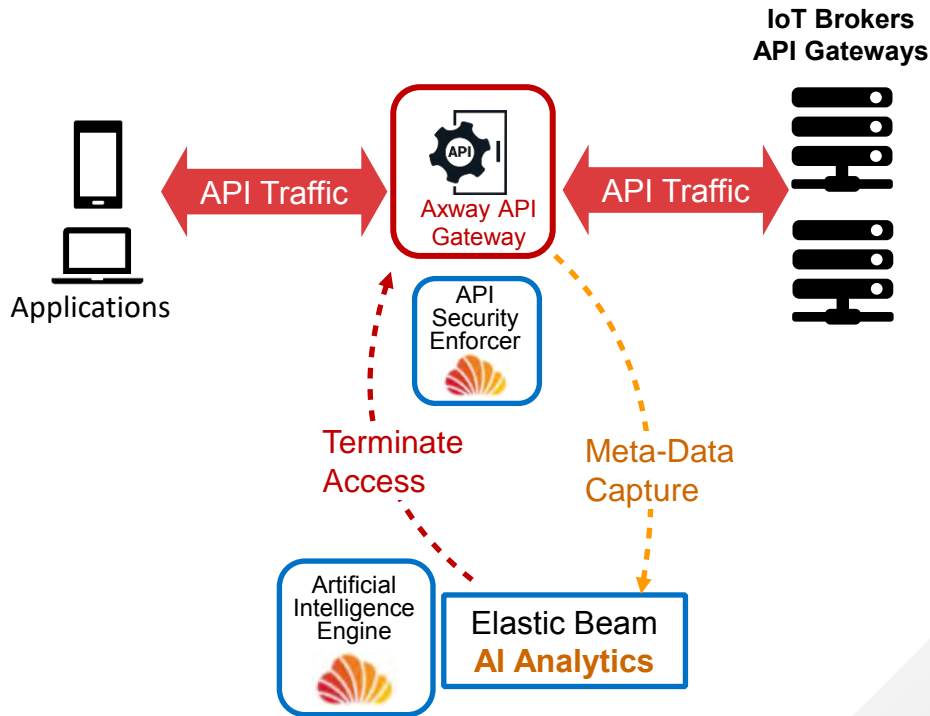 IoT Brokers
API Gateways
API Traffic
API
Axway API
Gateway
API Traffic
Applications
API
Security
Enforcer
Terminate
Access
Meta-Data
Capture
Artificial
Intelligence
Engine
Elastic Beam
AI Analytics